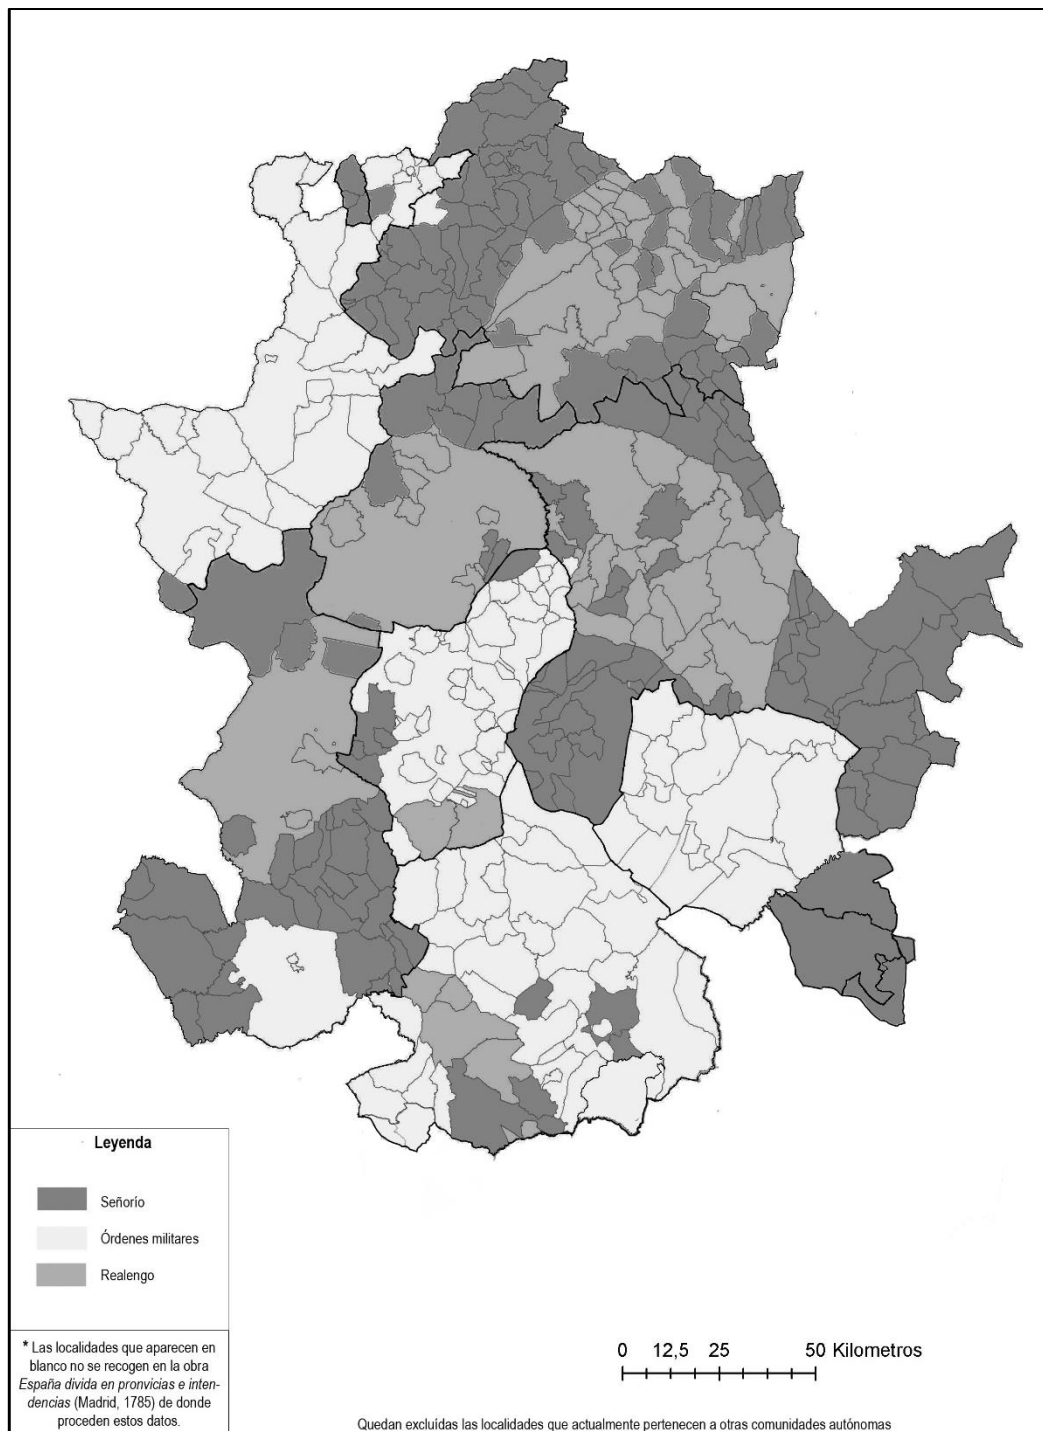 Leyenda
Señorío
Órdenes militares
Realengo
* Las localidades que aparecen en
blanco no se recogen en la obra
España divida en pronvicias e inten-
dencias (Madrid, 1785) de donde
proceden estos datos.
0 12,5 25 50 Kilometros
Quedan excluídas las localidades que actualmente pertenecen a otras comunidades autónomas